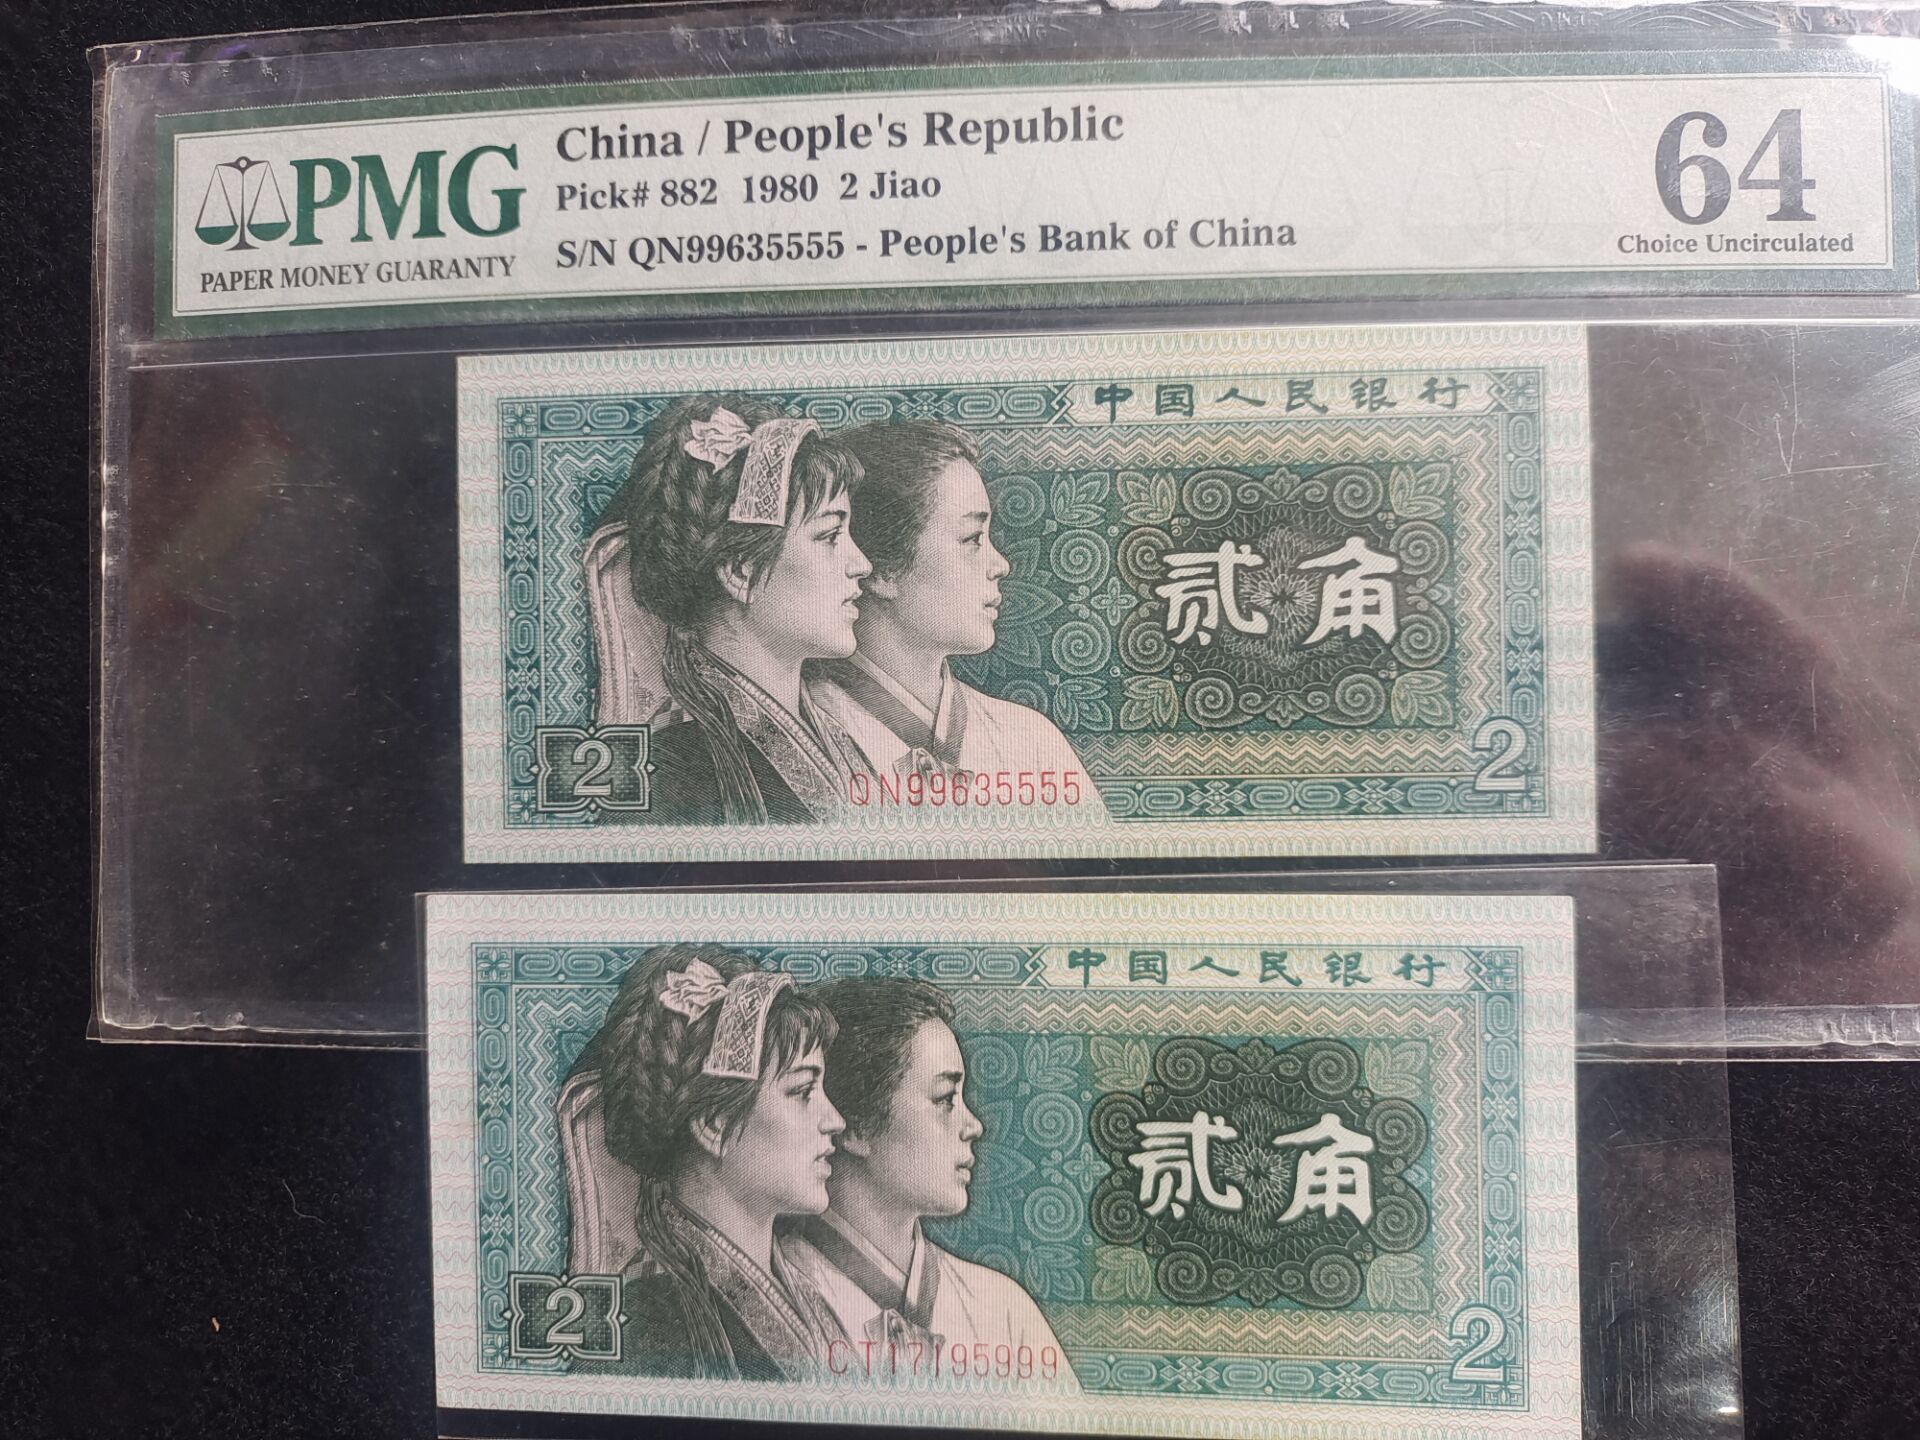 PMG
PAPER MONEY GUARANTY
China / People's Republic
Pick# 882 1980 2 Jiao
S/N QN99635555 - People's Bank of China
64
Choice Uncirculated
中国人民银行
贰角
2
QN99635555
2
中国人民银行
贰角
2
CT17195999
2